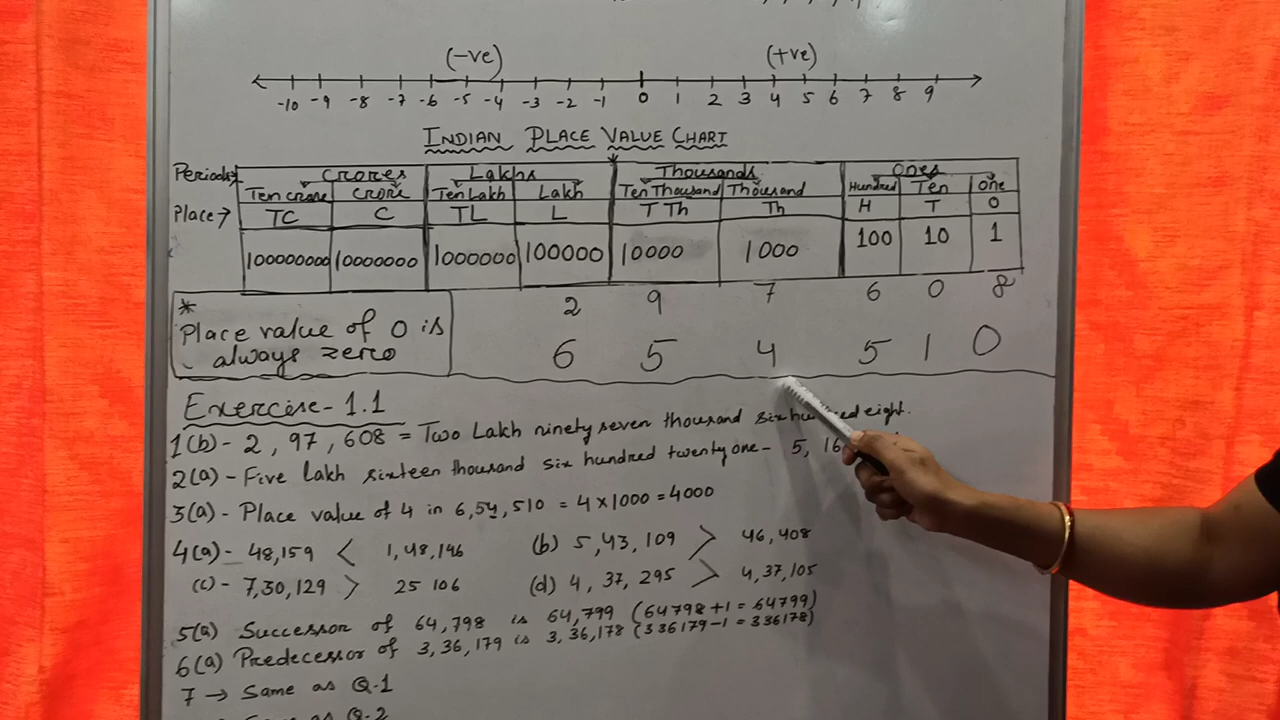 (-ve) (+ve)
-10 -9 -8 -7 -6 -5 -4 -3 -2 -1 0 1 2 3 4 5 6 7 8 9
INDIAN PLACE VALUE CHART
Periods→ Crores Lakhs Thousands Ones
Ten crore Crore Ten Lakh Lakh Ten Thousand Thousand Hundred Ten One
Place→ TC C TL L T Th Th H T O
100000000 10000000 1000000 100000 10000 1000 100 10 1
2 9 7 6 0 8
*
Place value of 0 is
always zero
6 5 4 5 1 0
Exercise-1.1
1(b)- 2, 97, 608 = Two Lakh ninety seven thousand six hundred eight.
2(a)- Five Lakh sixteen thousand six hundred twenty one- 5, 16
3(a)- Place value of 4 in 6,54,510 = 4×1000 = 4000
4(a)- 48,159 < 1,48,146 (b) 5,43,109 > 46,408
(c)- 7,30,129 > 25 106 (d) 4, 37, 295 > 4,37,105
5(a) Successor of 64,798 is 64,799 (64798+1 = 64799)
6(a) Predecessor of 3,36,179 is 3,36,178 (336179-1 = 336178)
7 → Same as Q-1
Same as Q-2